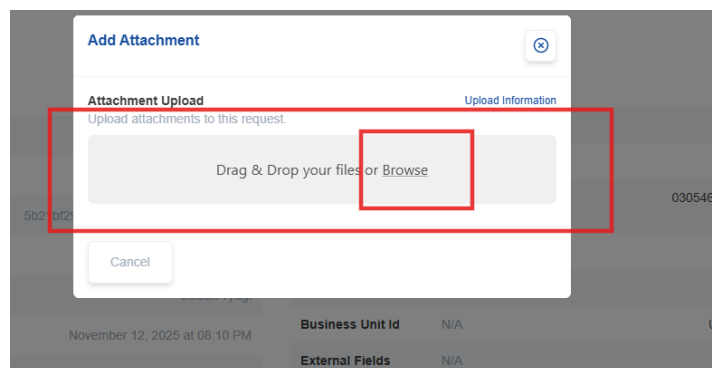 Add Attachment
Attachment Upload
Upload Information
Upload attachments to this request.
Drag & Drop your files or Browse
030546
Cancel
November 12, 2025 at 08:10 PM
Business Unit Id
N/A
External Fields
N/A